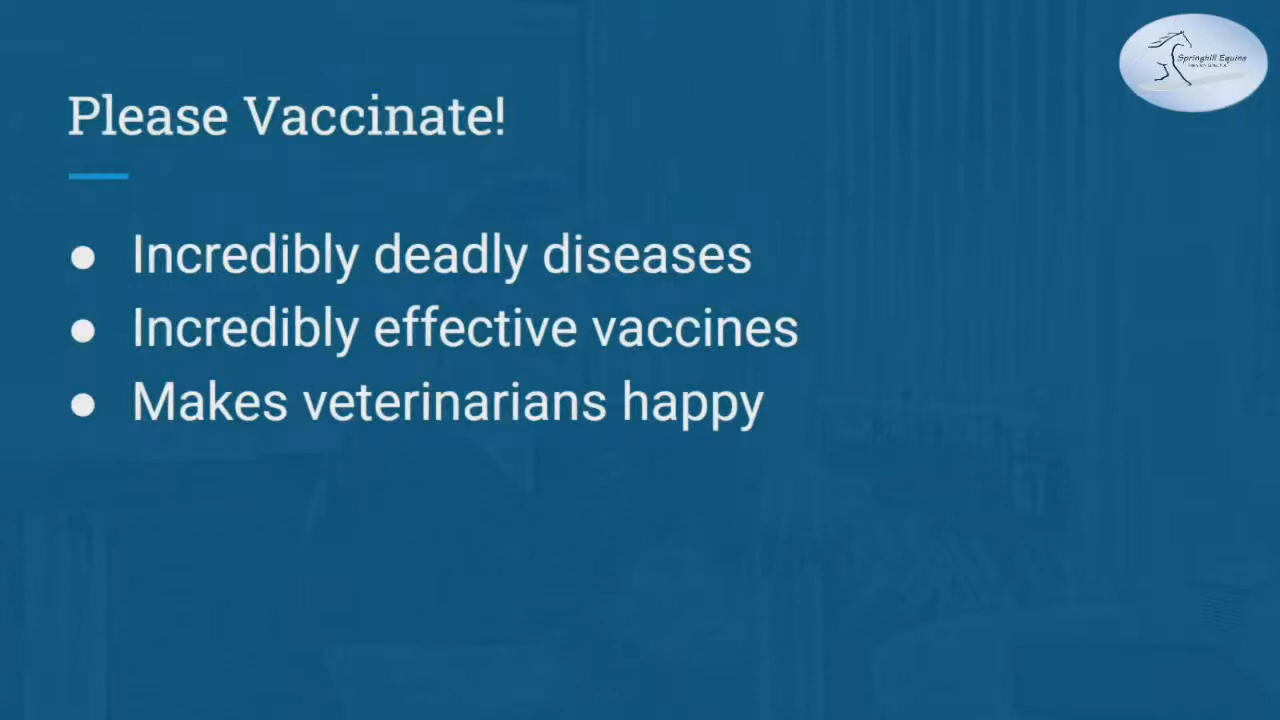 Springhill Equine
Please Vaccinate!
● Incredibly deadly diseases
● Incredibly effective vaccines
● Makes veterinarians happy